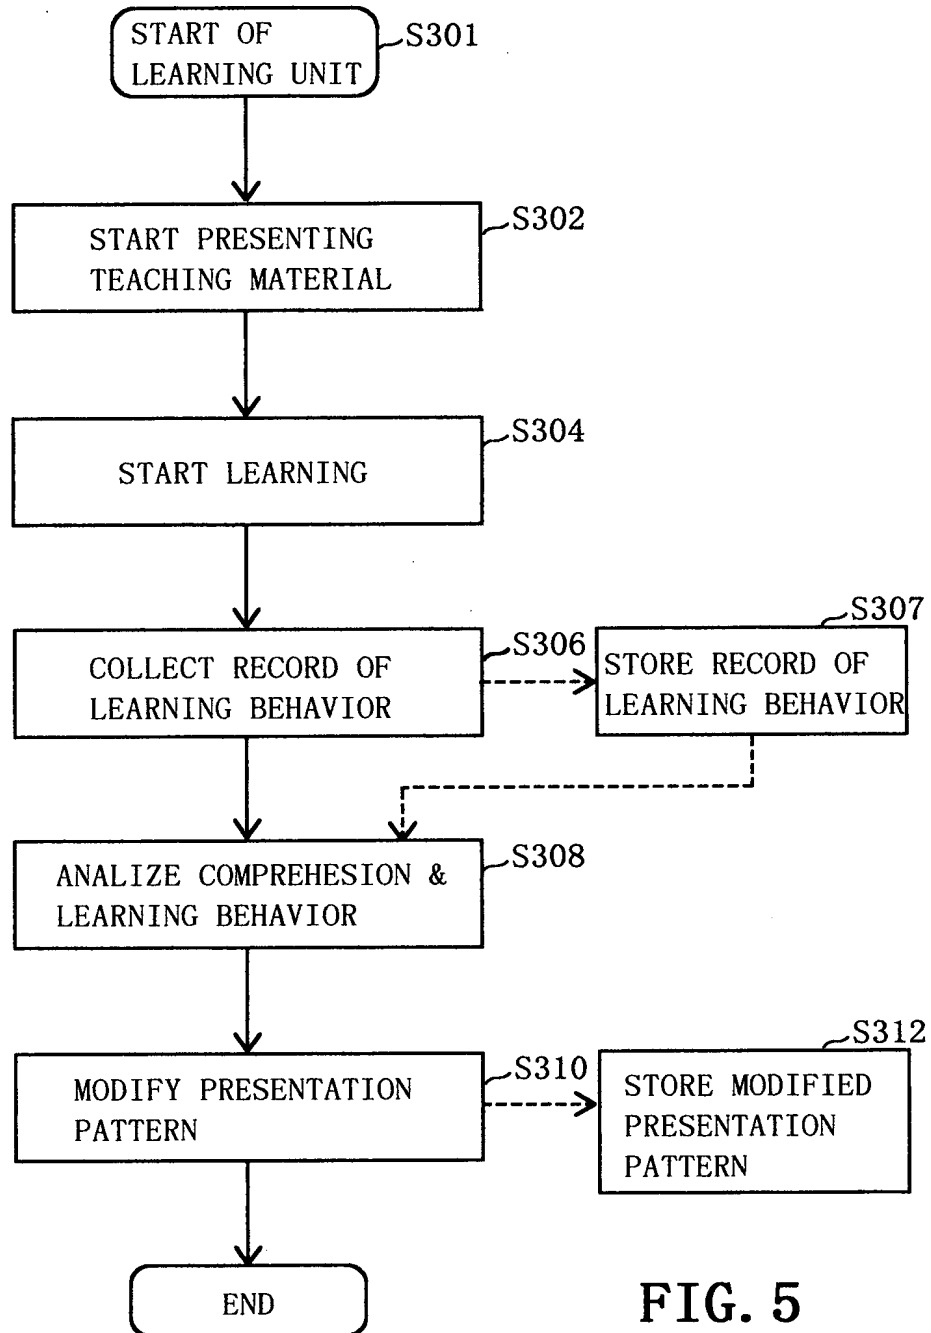 START OF
LEARNING UNIT
S301
START PRESENTING
TEACHING MATERIAL
S302
START LEARNING
S304
COLLECT RECORD OF
LEARNING BEHAVIOR
S306
STORE RECORD OF
LEARNING BEHAVIOR
S307
ANALIZE COMPREHESION &
LEARNING BEHAVIOR
S308
MODIFY PRESENTATION
PATTERN
S310
STORE MODIFIED
PRESENTATION
PATTERN
S312
END
FIG. 5